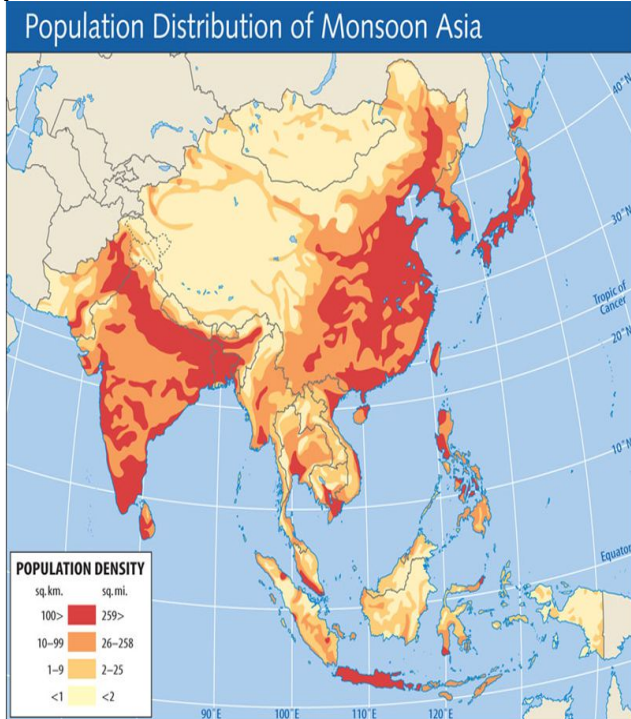 Population Distribution of Monsoon Asia
40°N
30°N
Tropic of
Cancer
20°N
10°N
Equator
POPULATION DENSITY
sq. km. sq. mi.
100> 259>
10–99 26–258
1–9 2–25
<1 <2
90°E 100°E 110°E 120°E